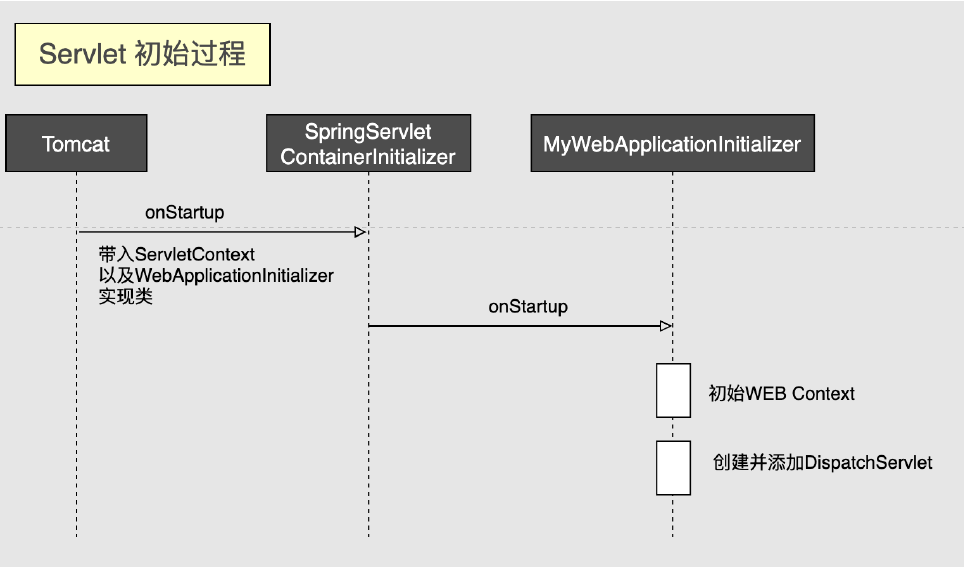 Servlet 初始过程
Tomcat
SpringServlet
ContainerInitializer
MyWebApplicationInitializer
onStartup
带入ServletContext
以及WebApplicationInitializer
实现类
onStartup
初始WEB Context
创建并添加DispatchServlet